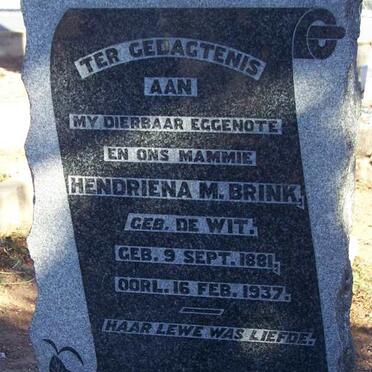 TER GEDAGTENIS
AAN
MY DIERBAAR EGGENOTE
EN ONS MAMMIE
HENDRIENA M. BRINK,
GEB. DE WIT.
GEB. 9 SEPT. 1881,
OORL. 16 FEB. 1937.
HAAR LEWE WAS LIEFDE.